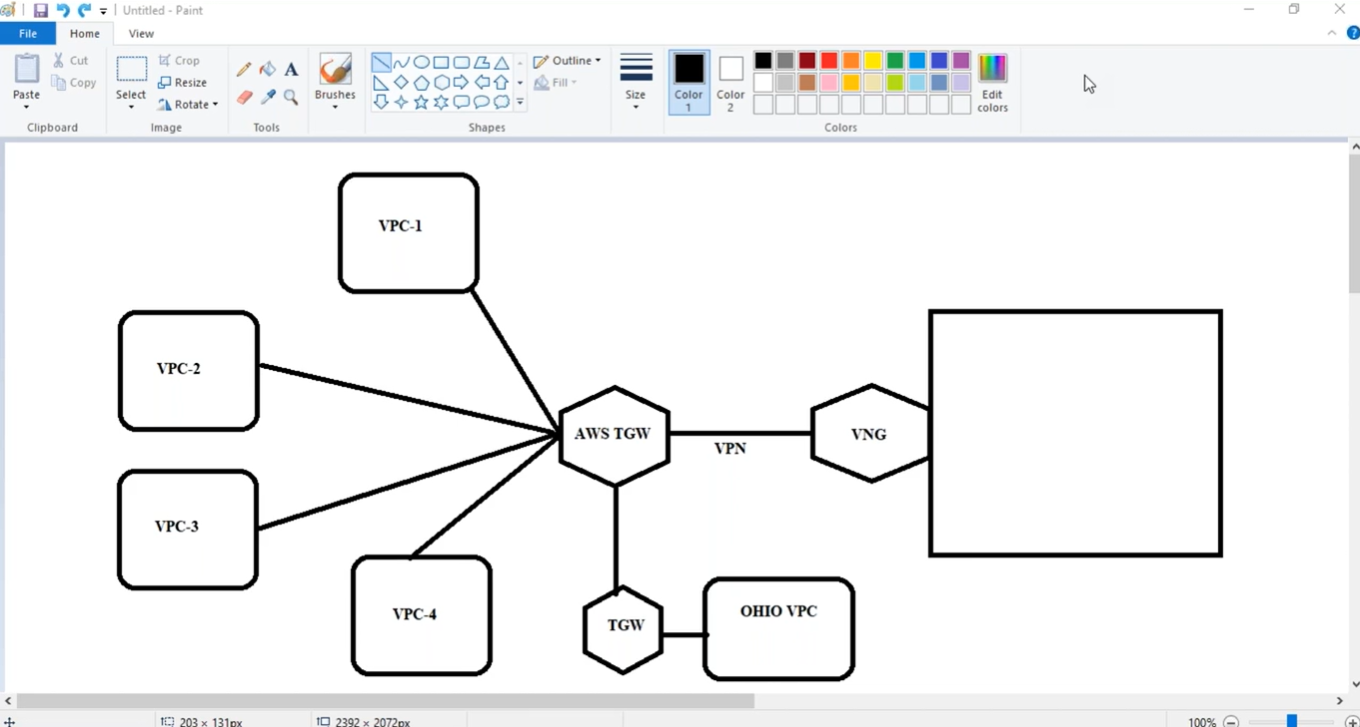 Untitled - Paint
File Home View
Paste
Cut
Copy
Clipboard
Select
Crop
Resize
Rotate
Image
A
Tools
Brushes
Outline
Fill
Shapes
Size
Color 1
Color 2
Edit colors
Colors
?
VPC-1
VPC-2
VPC-3
VPC-4
AWS TGW
VPN
VNG
TGW
OHIO VPC
203 × 131px
2392 × 2072px
100%